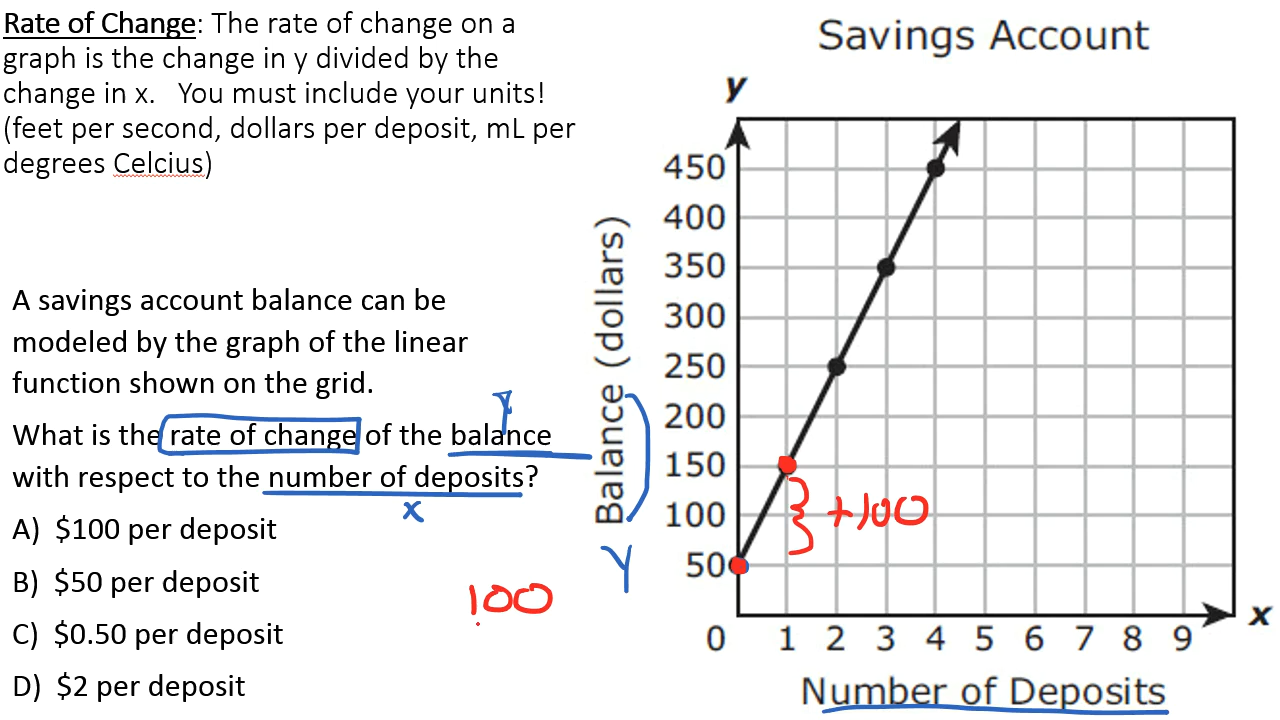 Rate of Change: The rate of change on a
graph is the change in y divided by the
change in x. You must include your units!
(feet per second, dollars per deposit, mL per
degrees Celcius)
A savings account balance can be
modeled by the graph of the linear
function shown on the grid.
y
What is the rate of change of the balance
with respect to the number of deposits?
x
A) $100 per deposit
B) $50 per deposit
C) $0.50 per deposit
D) $2 per deposit
100
Savings Account
y
450
400
350
300
250
200
150
100
50
Balance (dollars)
Y
+100
0 1 2 3 4 5 6 7 8 9
x
Number of Deposits